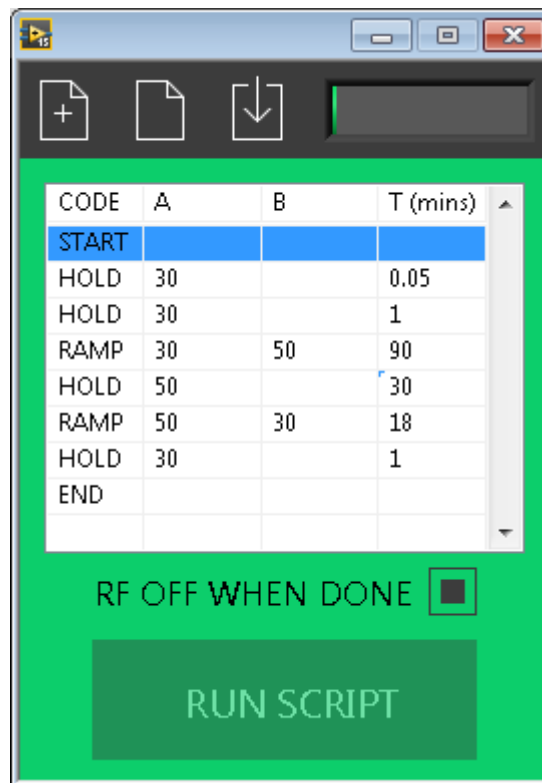 CODE A B T (mins)
START
HOLD 30 0.05
HOLD 30 1
RAMP 30 50 90
HOLD 50 30
RAMP 50 30 18
HOLD 30 1
END
RF OFF WHEN DONE
RUN SCRIPT